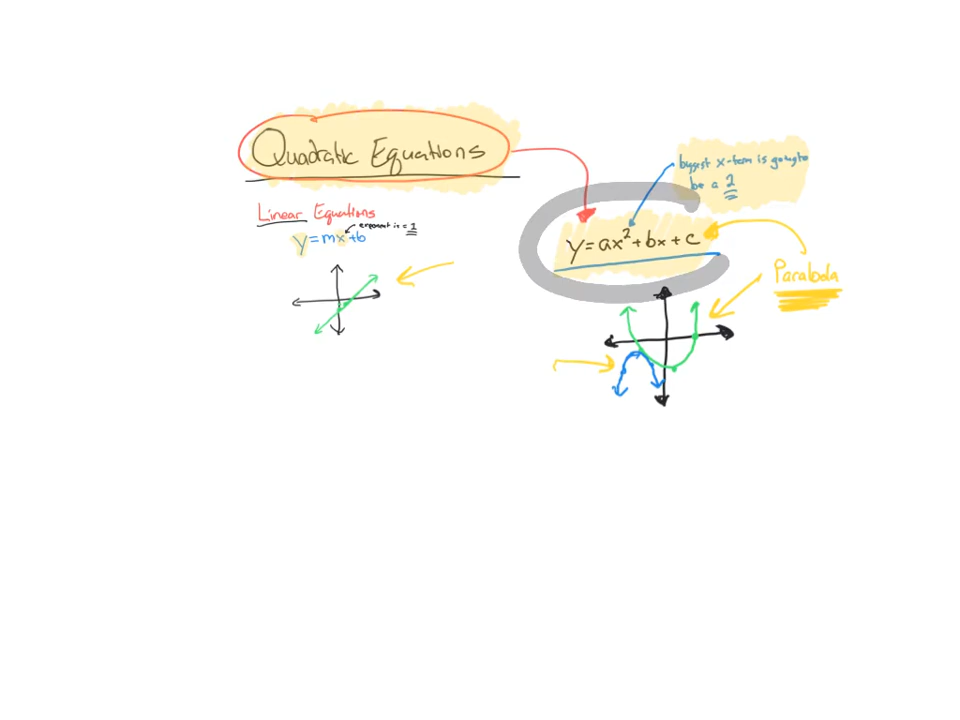 Quadratic Equations
Linear Equations
exponent is = 1
y=mx+b
biggest x-term is going to
be a 2
y=ax²+bx+c
Parabola